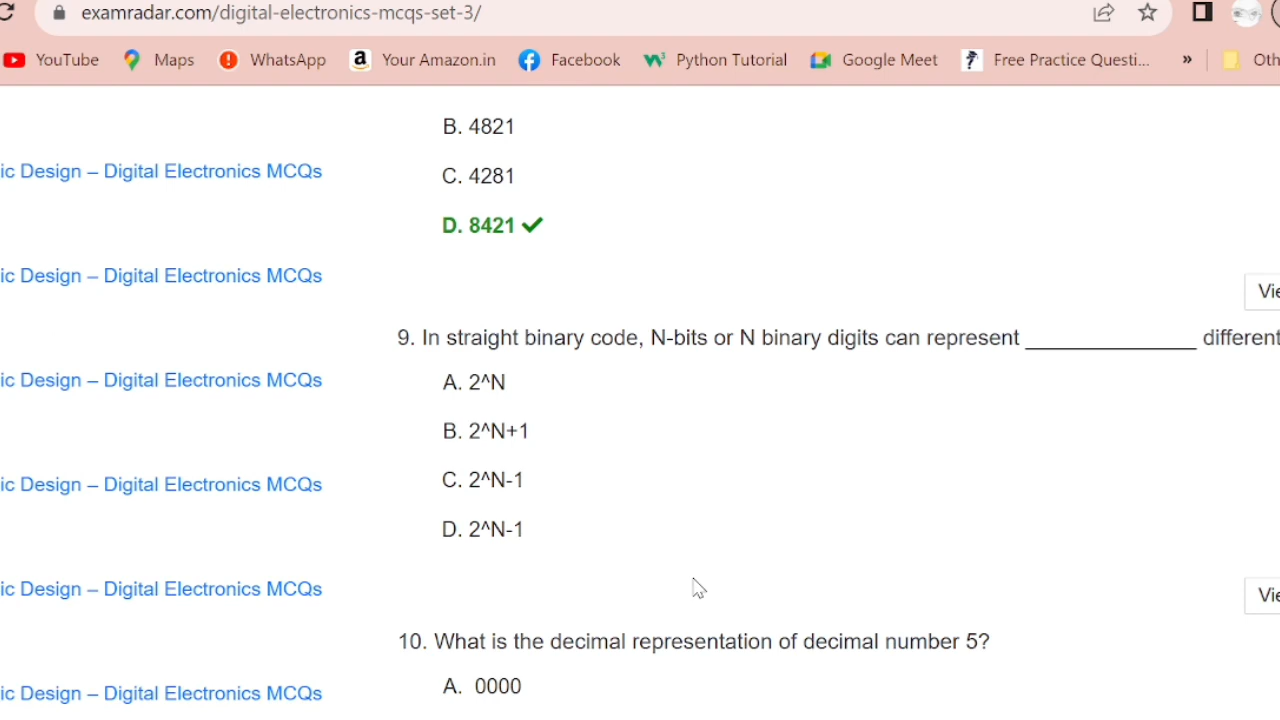 examradar.com/digital-electronics-mcqs-set-3/
YouTube Maps WhatsApp a Your Amazon.in Facebook Python Tutorial Google Meet Free Practice Questi... » Oth
B. 4821
ic Design – Digital Electronics MCQs
C. 4281
D. 8421 ✔
ic Design – Digital Electronics MCQs
Vie
9. In straight binary code, N-bits or N binary digits can represent _______________ different
ic Design – Digital Electronics MCQs
A. 2^N
B. 2^N+1
C. 2^N-1
ic Design – Digital Electronics MCQs
D. 2^N-1
ic Design – Digital Electronics MCQs
Vie
10. What is the decimal representation of decimal number 5?
A. 0000
ic Design – Digital Electronics MCQs